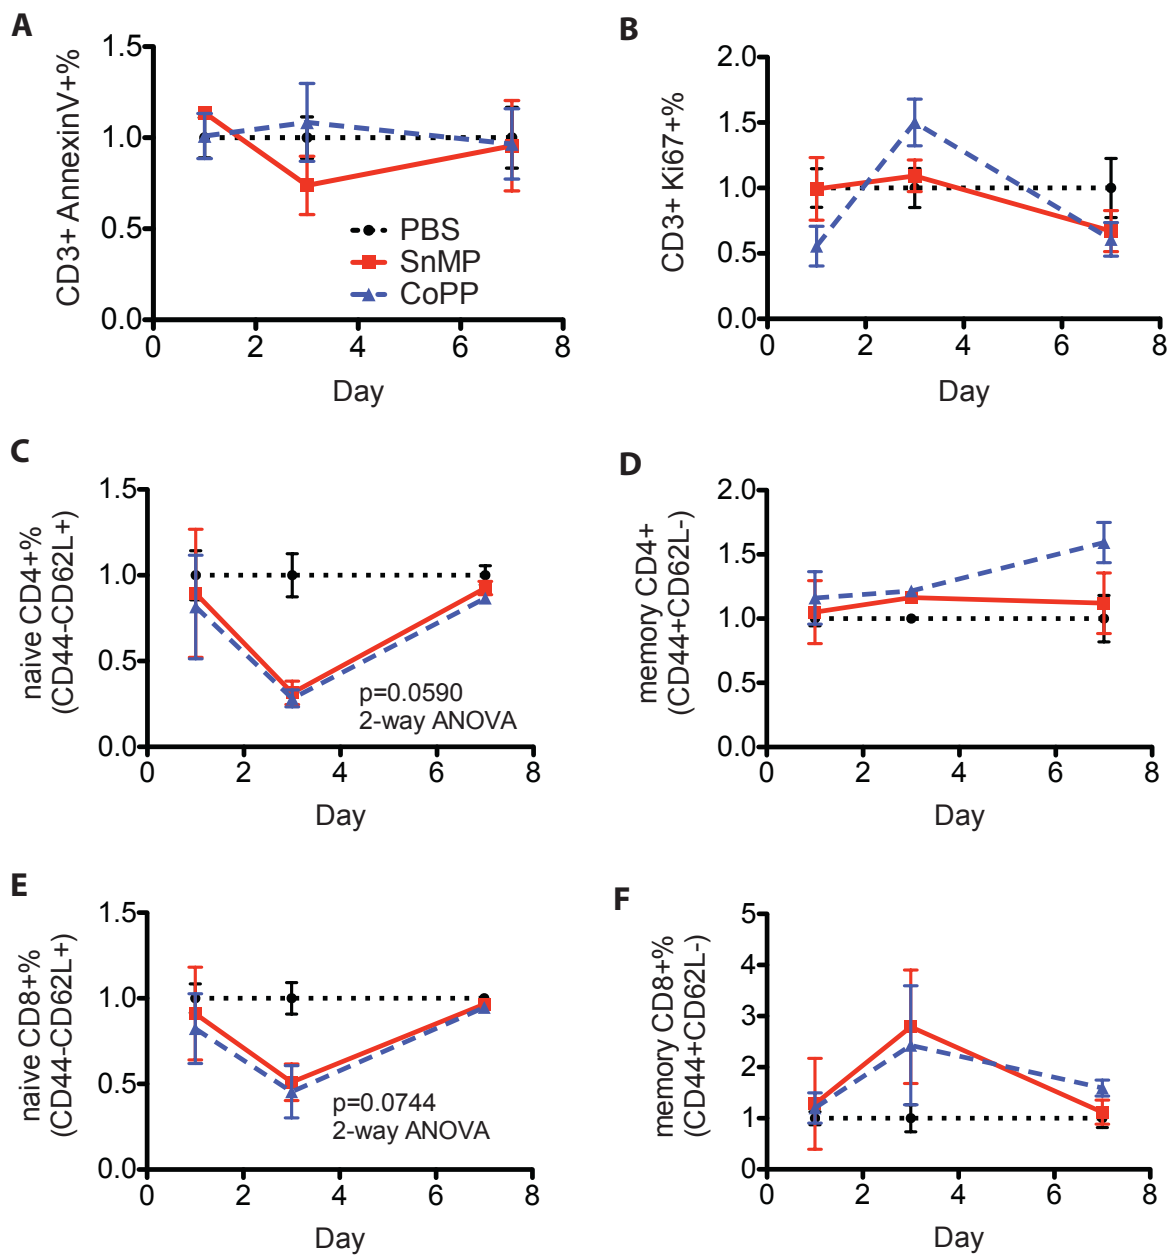 A
CD3+ AnnexinV+%
1.5
1.0
0.5
0.0
0 2 4 6 8
Day
PBS
SnMP
CoPP
B
CD3+ Ki67+%
2.0
1.5
1.0
0.5
0.0
0 2 4 6 8
Day
C
naive CD4+%
(CD44-CD62L+)
1.5
1.0
0.5
0.0
0 2 4 6 8
Day
p=0.0590
2-way ANOVA
D
memory CD4+
(CD44+CD62L-)
2.0
1.5
1.0
0.5
0.0
0 2 4 6 8
Day
E
naive CD8+%
(CD44-CD62L+)
1.5
1.0
0.5
0.0
0 2 4 6 8
Day
p=0.0744
2-way ANOVA
F
memory CD8+%
(CD44+CD62L-)
5
4
3
2
1
0
0 2 4 6 8
Day